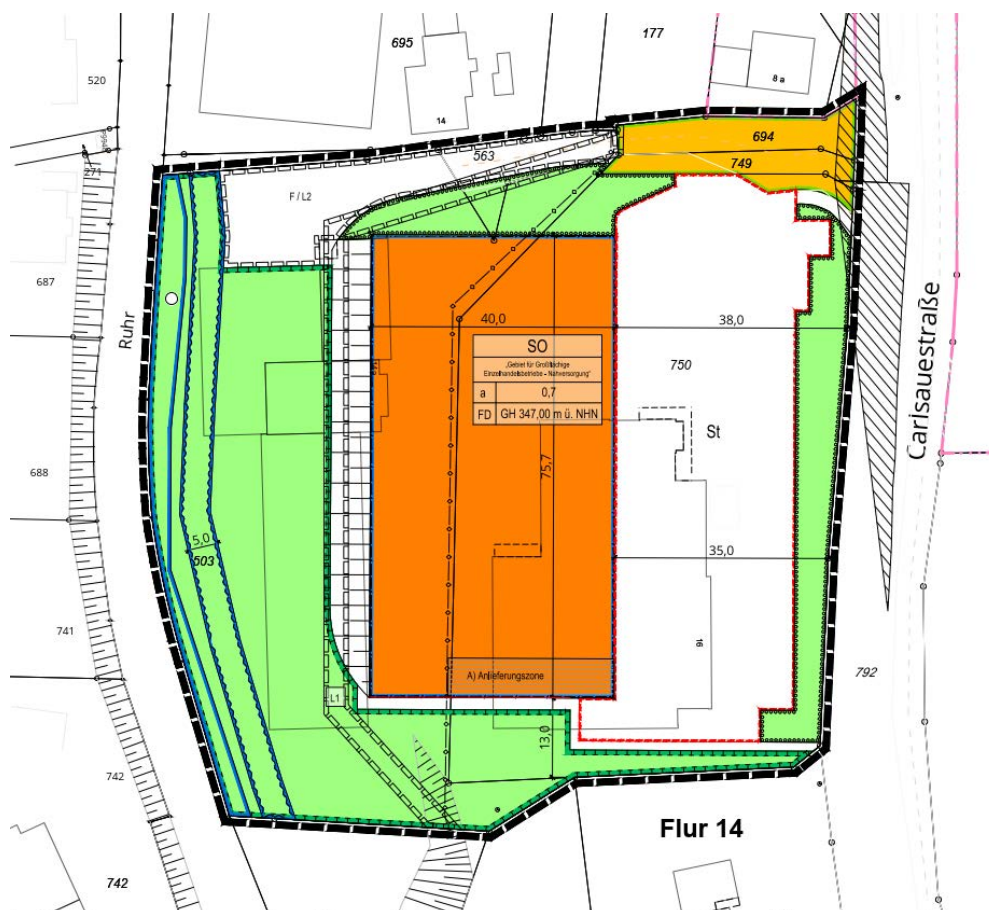 695
177
520
8 a
14
694
563
749
271
F / L2
687
Ruhr
Carlsauestraße
40,0
38,0
SO
„Gebiet für Großflächige
Einzelhandelsbetriebe – Nahversorgung“
a 0,7
FD GH 347,00 m ü. NHN
750
St
688
75,7
5,0
503
35,0
741
16
792
A) Anlieferungszone
L1
13,0
742
Flur 14
742